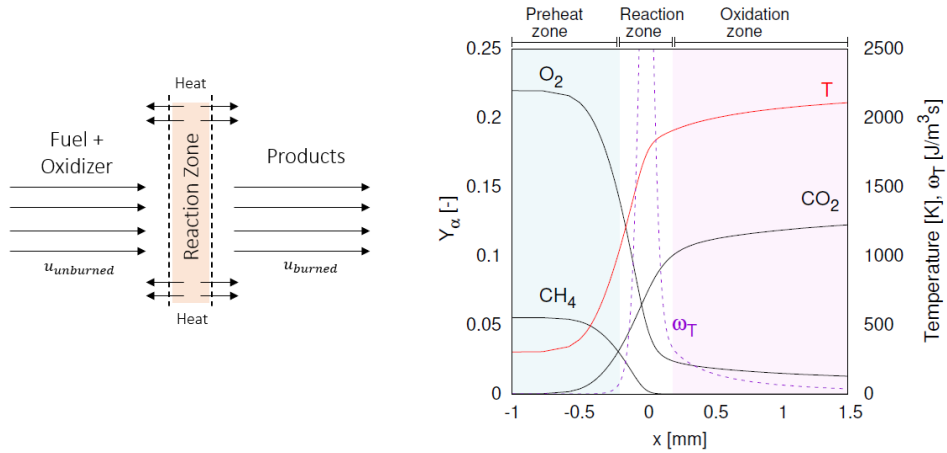 Heat
Fuel +
Oxidizer
Reaction Zone
Products
u_unburned
u_burned
Heat
Preheat zone
Reaction zone
Oxidation zone
0.25
0.2
0.15
0.1
0.05
0
Y_α [-]
O₂
CH₄
T
CO₂
ω_T
2500
2000
1500
1000
500
0
Temperature [K], ω_T [J/m³s]
-1 -0.5 0 0.5 1 1.5
x [mm]